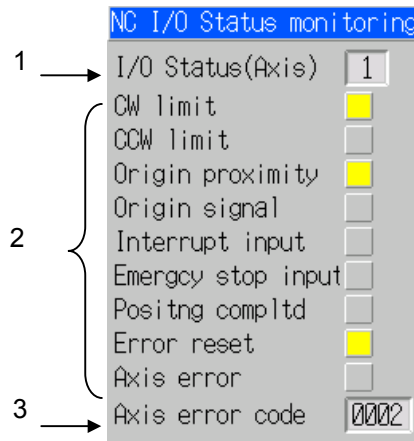 NC I/O Status monitoring
1 I/O Status(Axis) 1
CW limit
CCW limit
Origin proximity
Origin signal
2 Interrupt input
Emergcy stop input
Positng compltd
Error reset
Axis error
3 Axis error code 0002